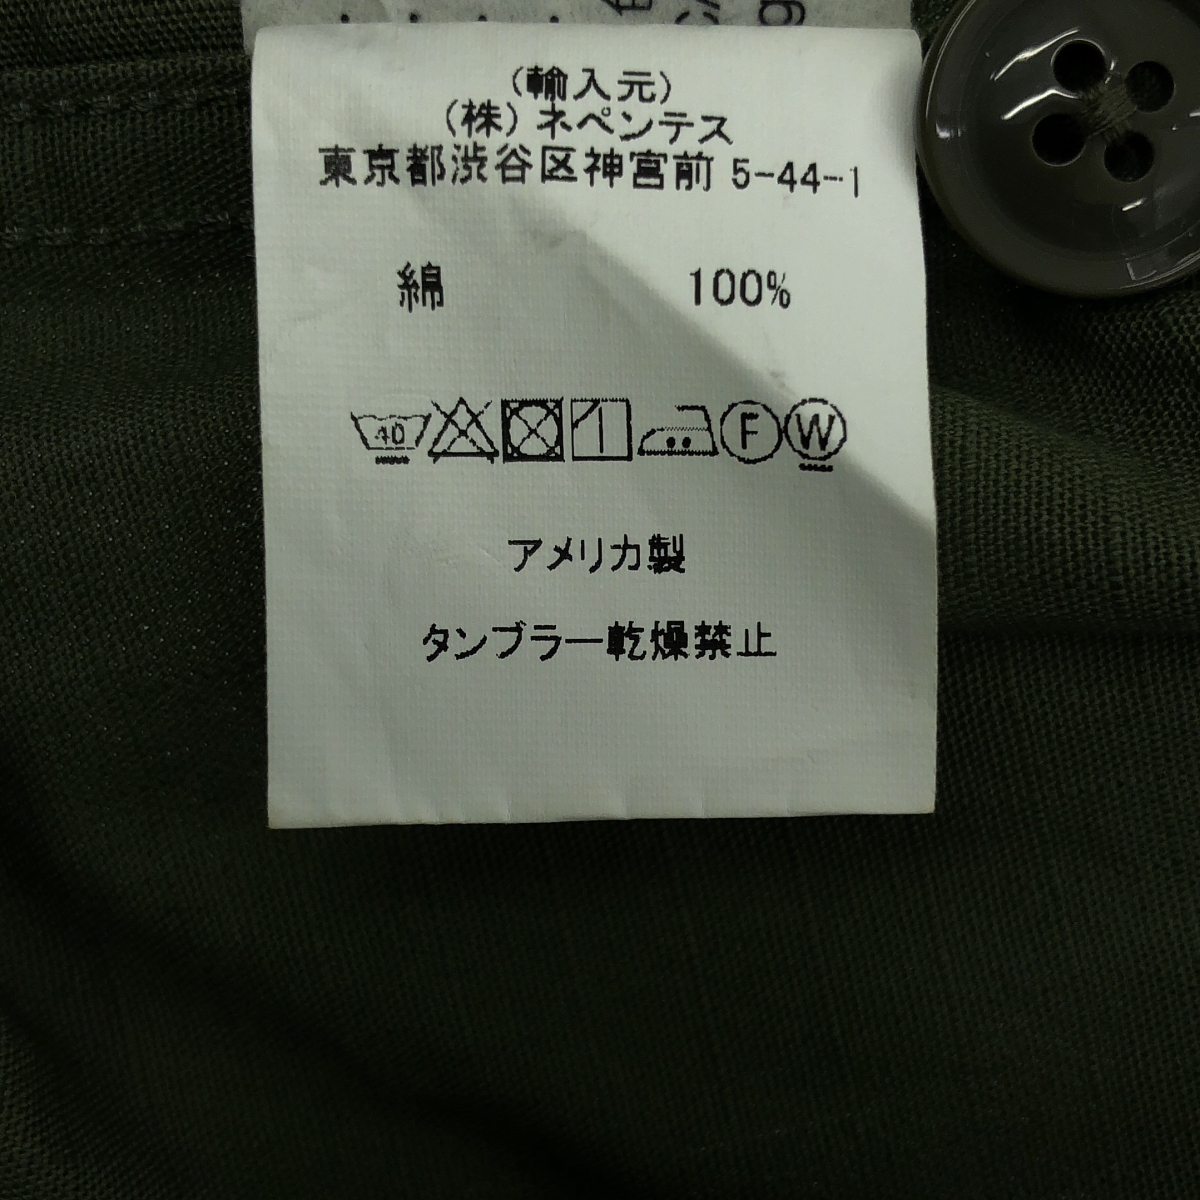 (輸入元)
(株) ネペンテス
東京都渋谷区神宮前 5-44-1
綿 100%
40 F W
アメリカ製
タンブラー乾燥禁止